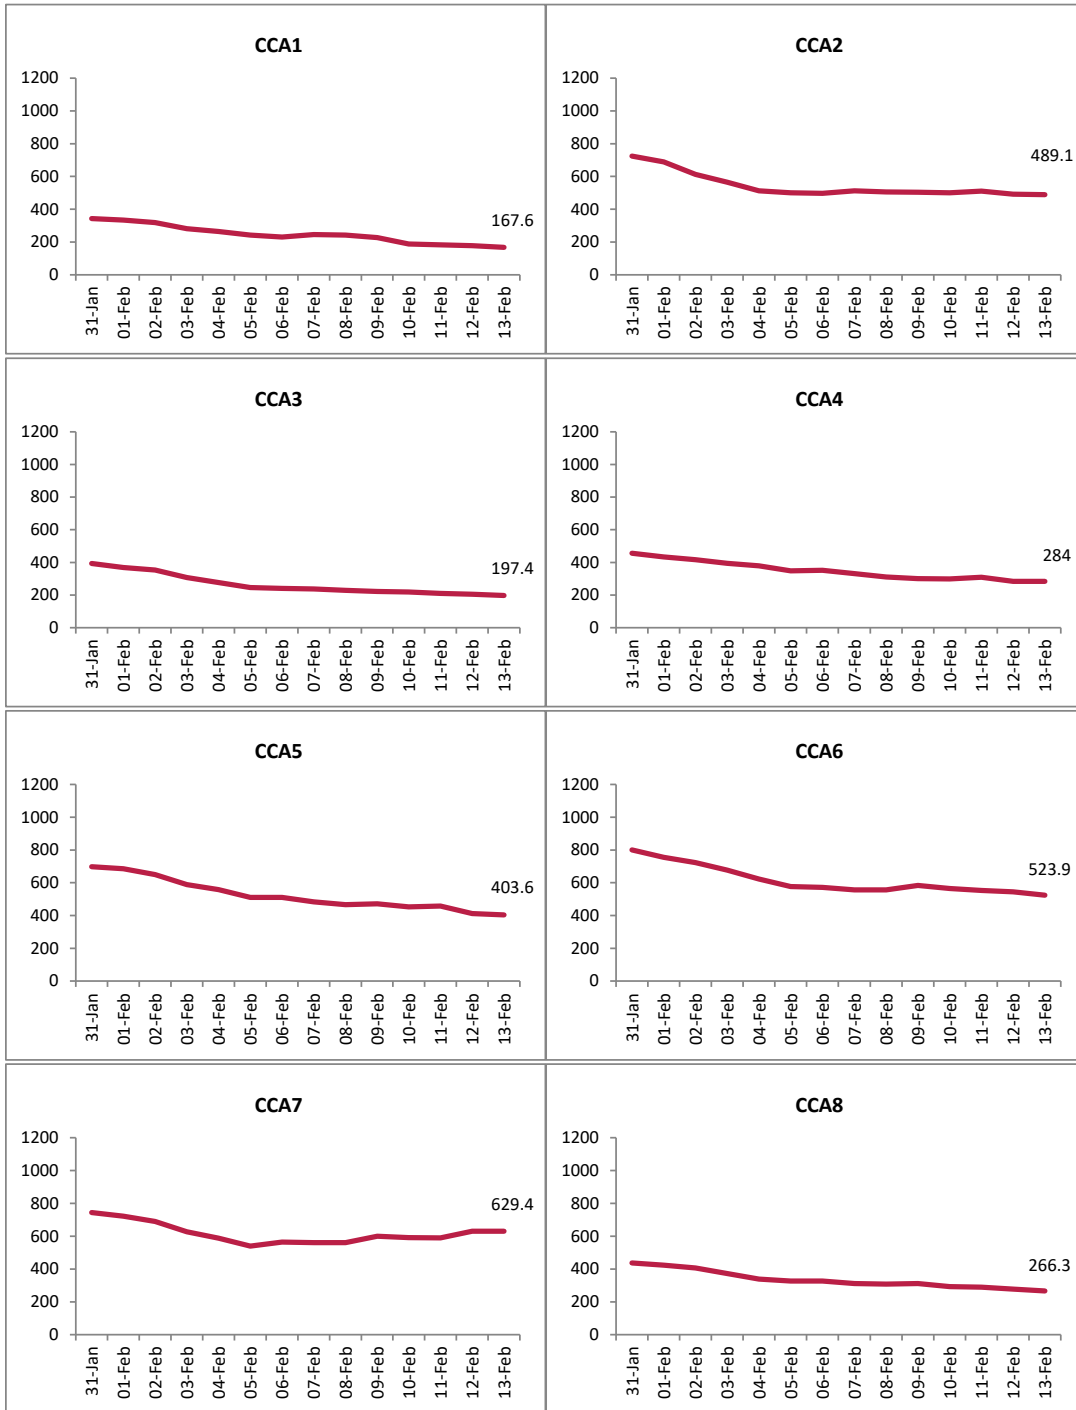 CCA1
1200
1000
800
600
400
200
0
167.6
31-Jan
01-Feb
02-Feb
03-Feb
04-Feb
05-Feb
06-Feb
07-Feb
08-Feb
09-Feb
10-Feb
11-Feb
12-Feb
13-Feb
CCA2
1200
1000
800
600
400
200
0
489.1
31-Jan
01-Feb
02-Feb
03-Feb
04-Feb
05-Feb
06-Feb
07-Feb
08-Feb
09-Feb
10-Feb
11-Feb
12-Feb
13-Feb
CCA3
1200
1000
800
600
400
200
0
197.4
31-Jan
01-Feb
02-Feb
03-Feb
04-Feb
05-Feb
06-Feb
07-Feb
08-Feb
09-Feb
10-Feb
11-Feb
12-Feb
13-Feb
CCA4
1200
1000
800
600
400
200
0
284
31-Jan
01-Feb
02-Feb
03-Feb
04-Feb
05-Feb
06-Feb
07-Feb
08-Feb
09-Feb
10-Feb
11-Feb
12-Feb
13-Feb
CCA5
1200
1000
800
600
400
200
0
403.6
31-Jan
01-Feb
02-Feb
03-Feb
04-Feb
05-Feb
06-Feb
07-Feb
08-Feb
09-Feb
10-Feb
11-Feb
12-Feb
13-Feb
CCA6
1200
1000
800
600
400
200
0
523.9
31-Jan
01-Feb
02-Feb
03-Feb
04-Feb
05-Feb
06-Feb
07-Feb
08-Feb
09-Feb
10-Feb
11-Feb
12-Feb
13-Feb
CCA7
1200
1000
800
600
400
200
0
629.4
31-Jan
01-Feb
02-Feb
03-Feb
04-Feb
05-Feb
06-Feb
07-Feb
08-Feb
09-Feb
10-Feb
11-Feb
12-Feb
13-Feb
CCA8
1200
1000
800
600
400
200
0
266.3
31-Jan
01-Feb
02-Feb
03-Feb
04-Feb
05-Feb
06-Feb
07-Feb
08-Feb
09-Feb
10-Feb
11-Feb
12-Feb
13-Feb